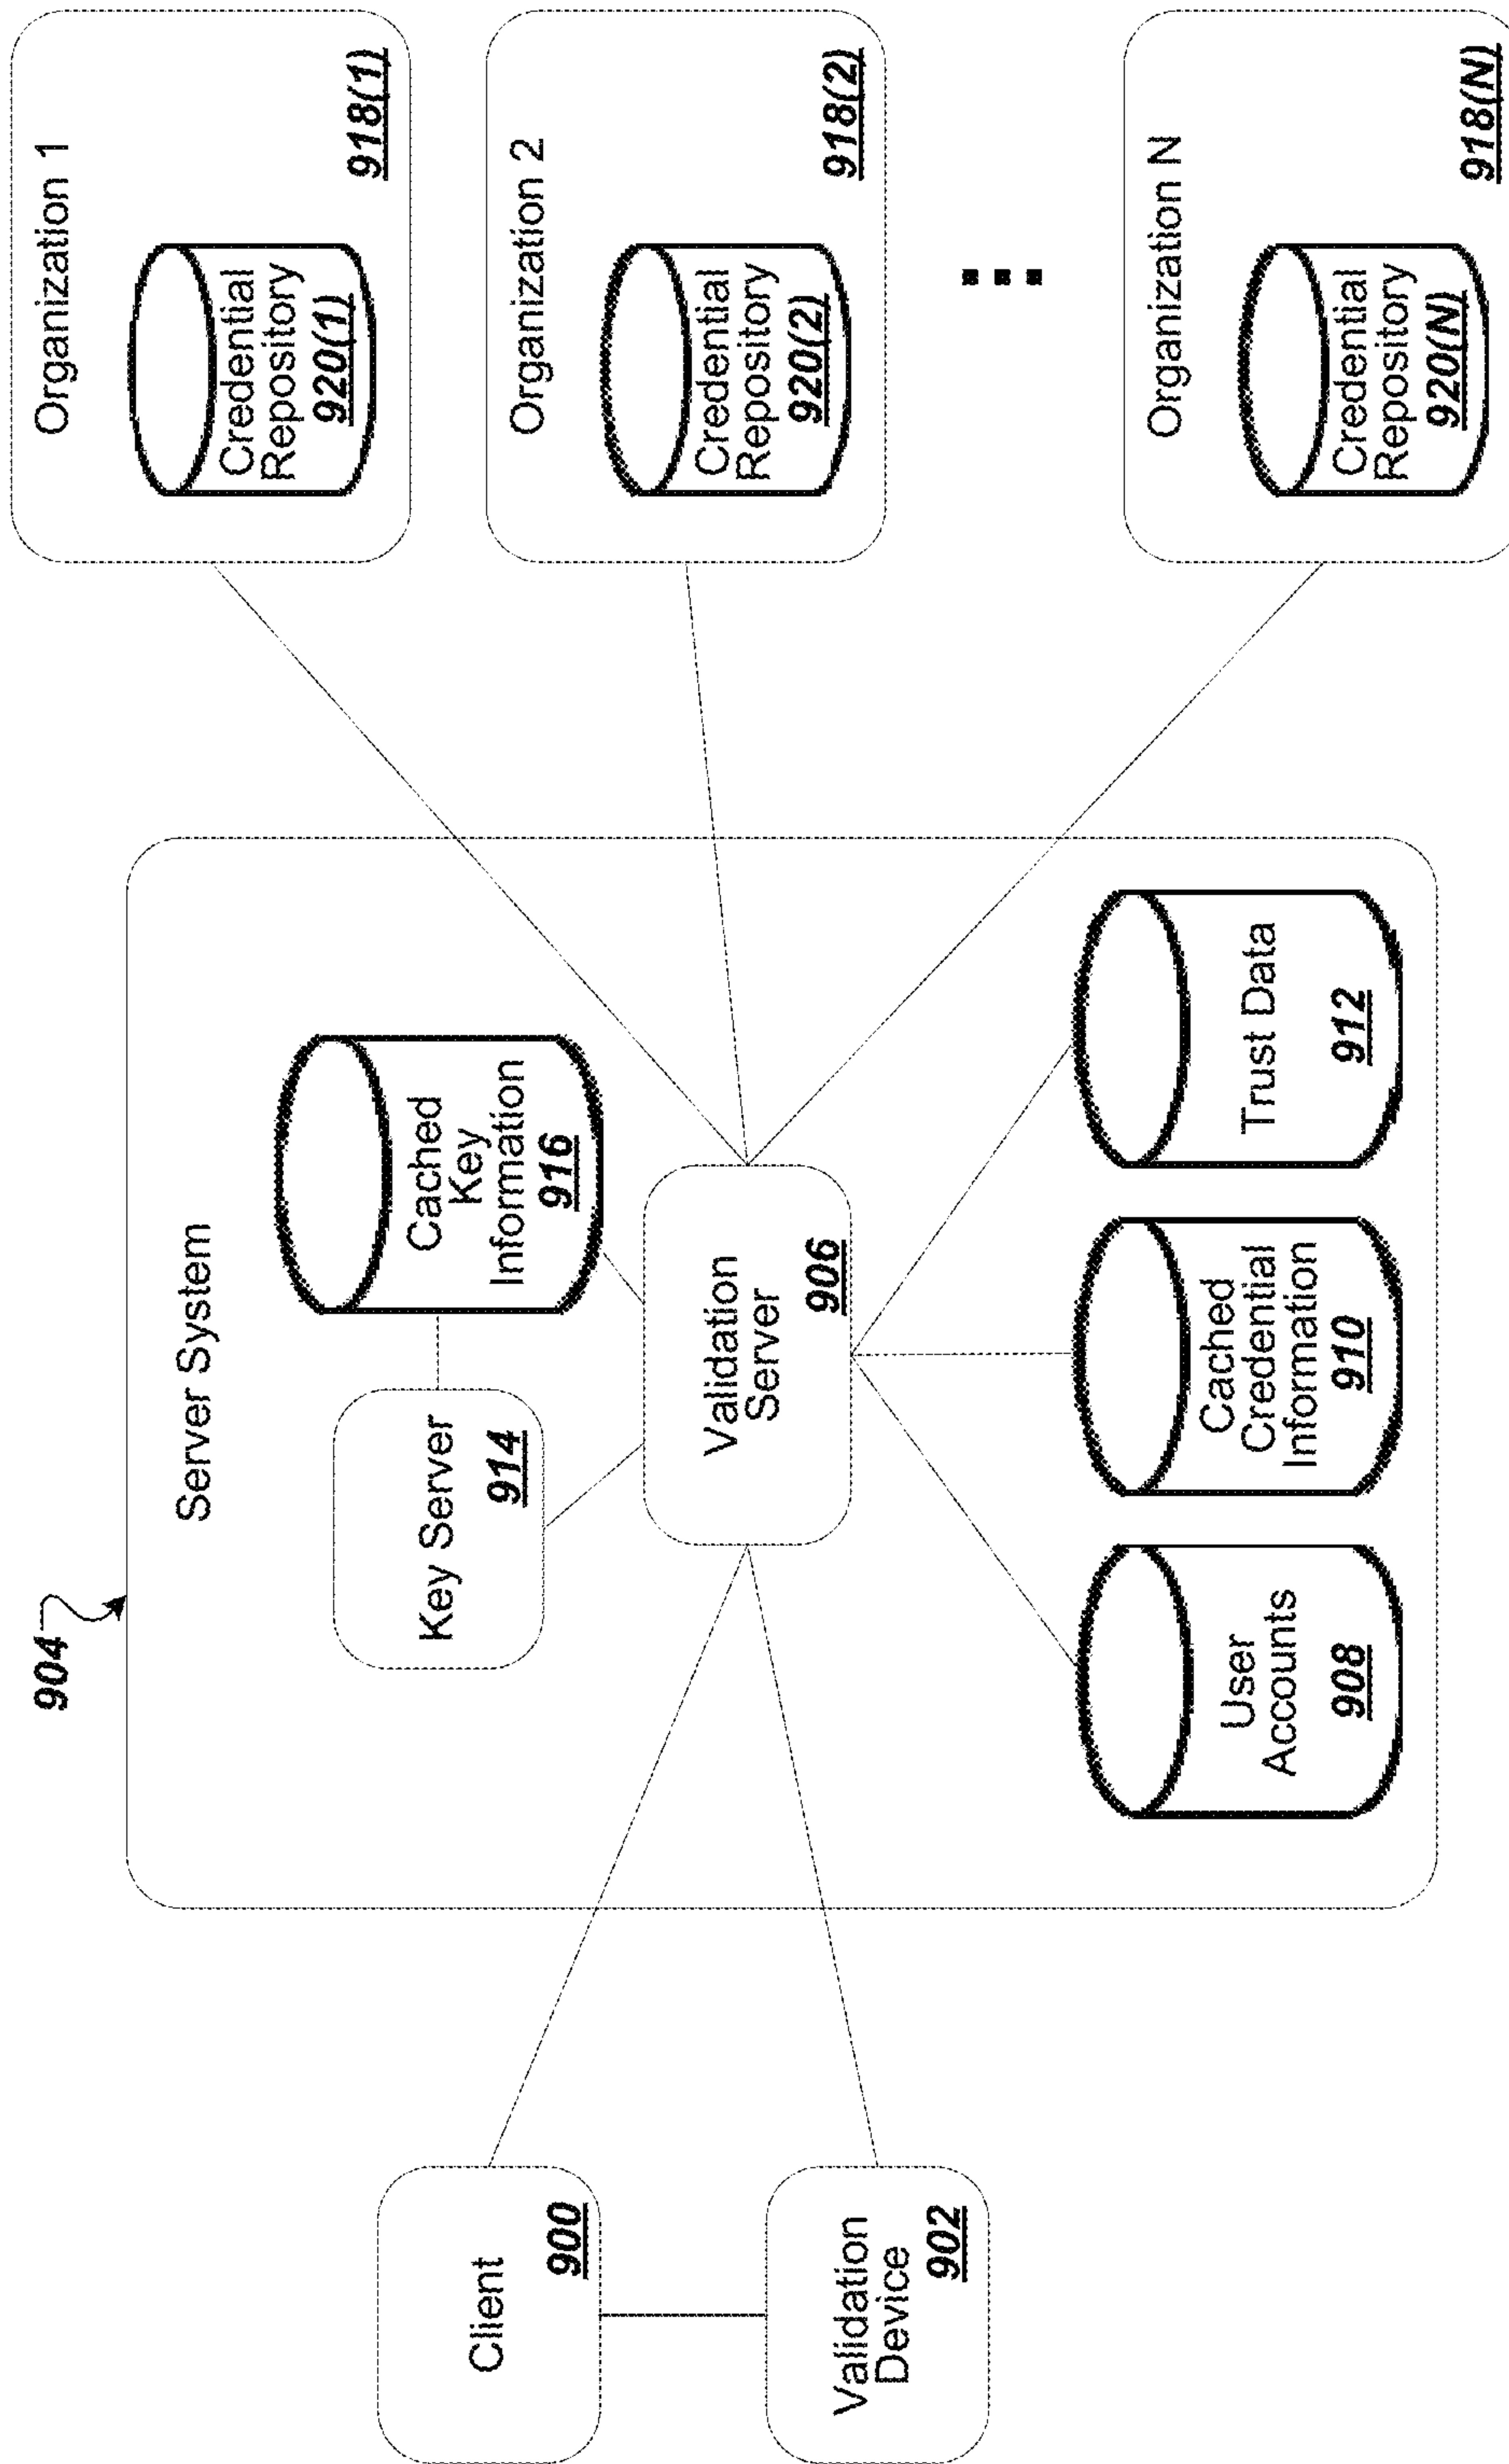 904
Server System
Key Server
914
Cached
Key
Information
916
Validation
Server
906
User
Accounts
908
Cached
Credential
Information
910
Trust Data
912
Client
900
Validation
Device
902
Organization 1
Credential
Repository
920(1)
918(1)
Organization 2
Credential
Repository
920(2)
918(2)
Organization N
Credential
Repository
920(N)
918(N)